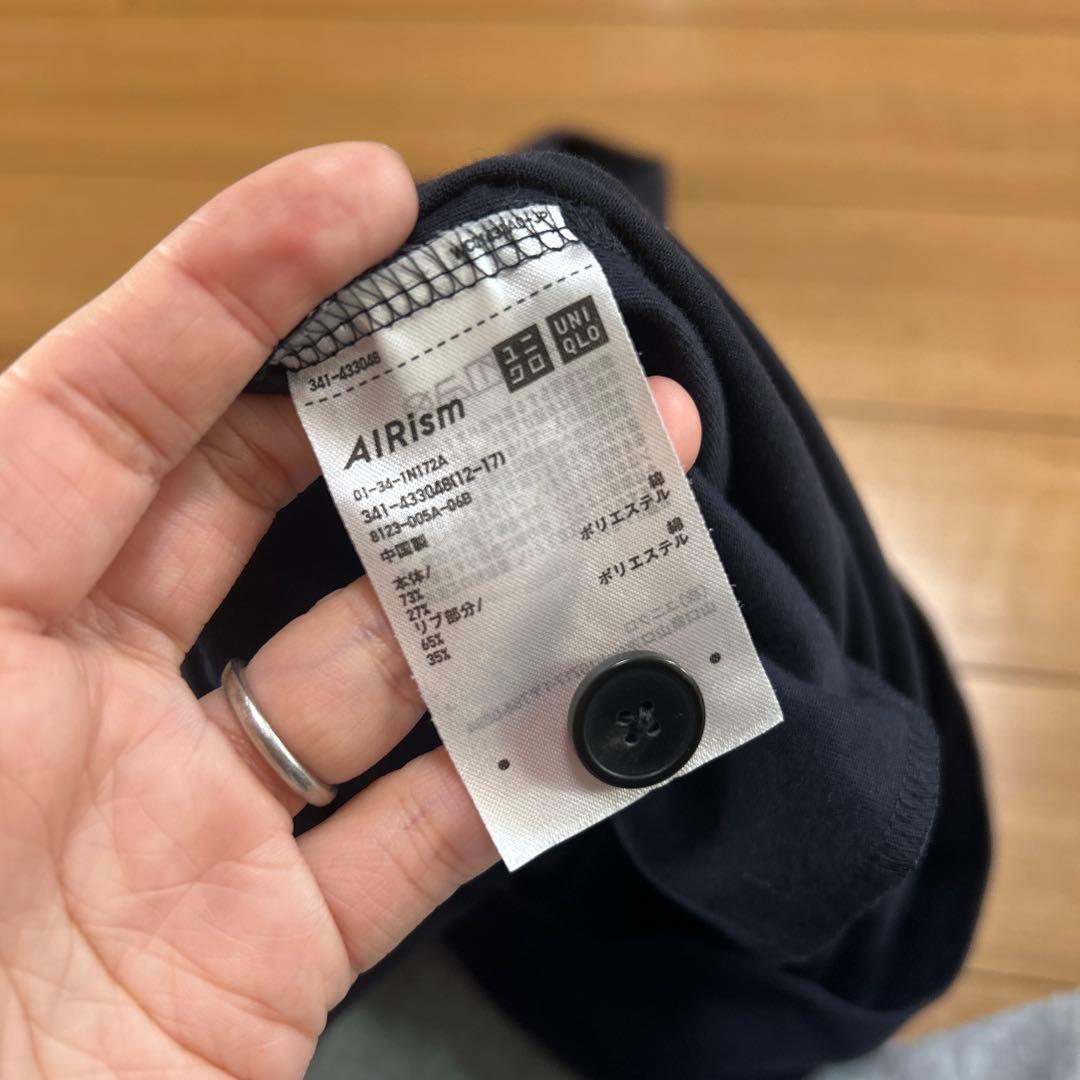 341-433048
ユニ
クロ
UNI
QLO
AIRism
01-34-1N172A
341-433048(12-17)
8123-005A-06B
中国製
本体/
73% 綿
27% ポリエステル
リブ部分/
65% 綿
35% ポリエステル